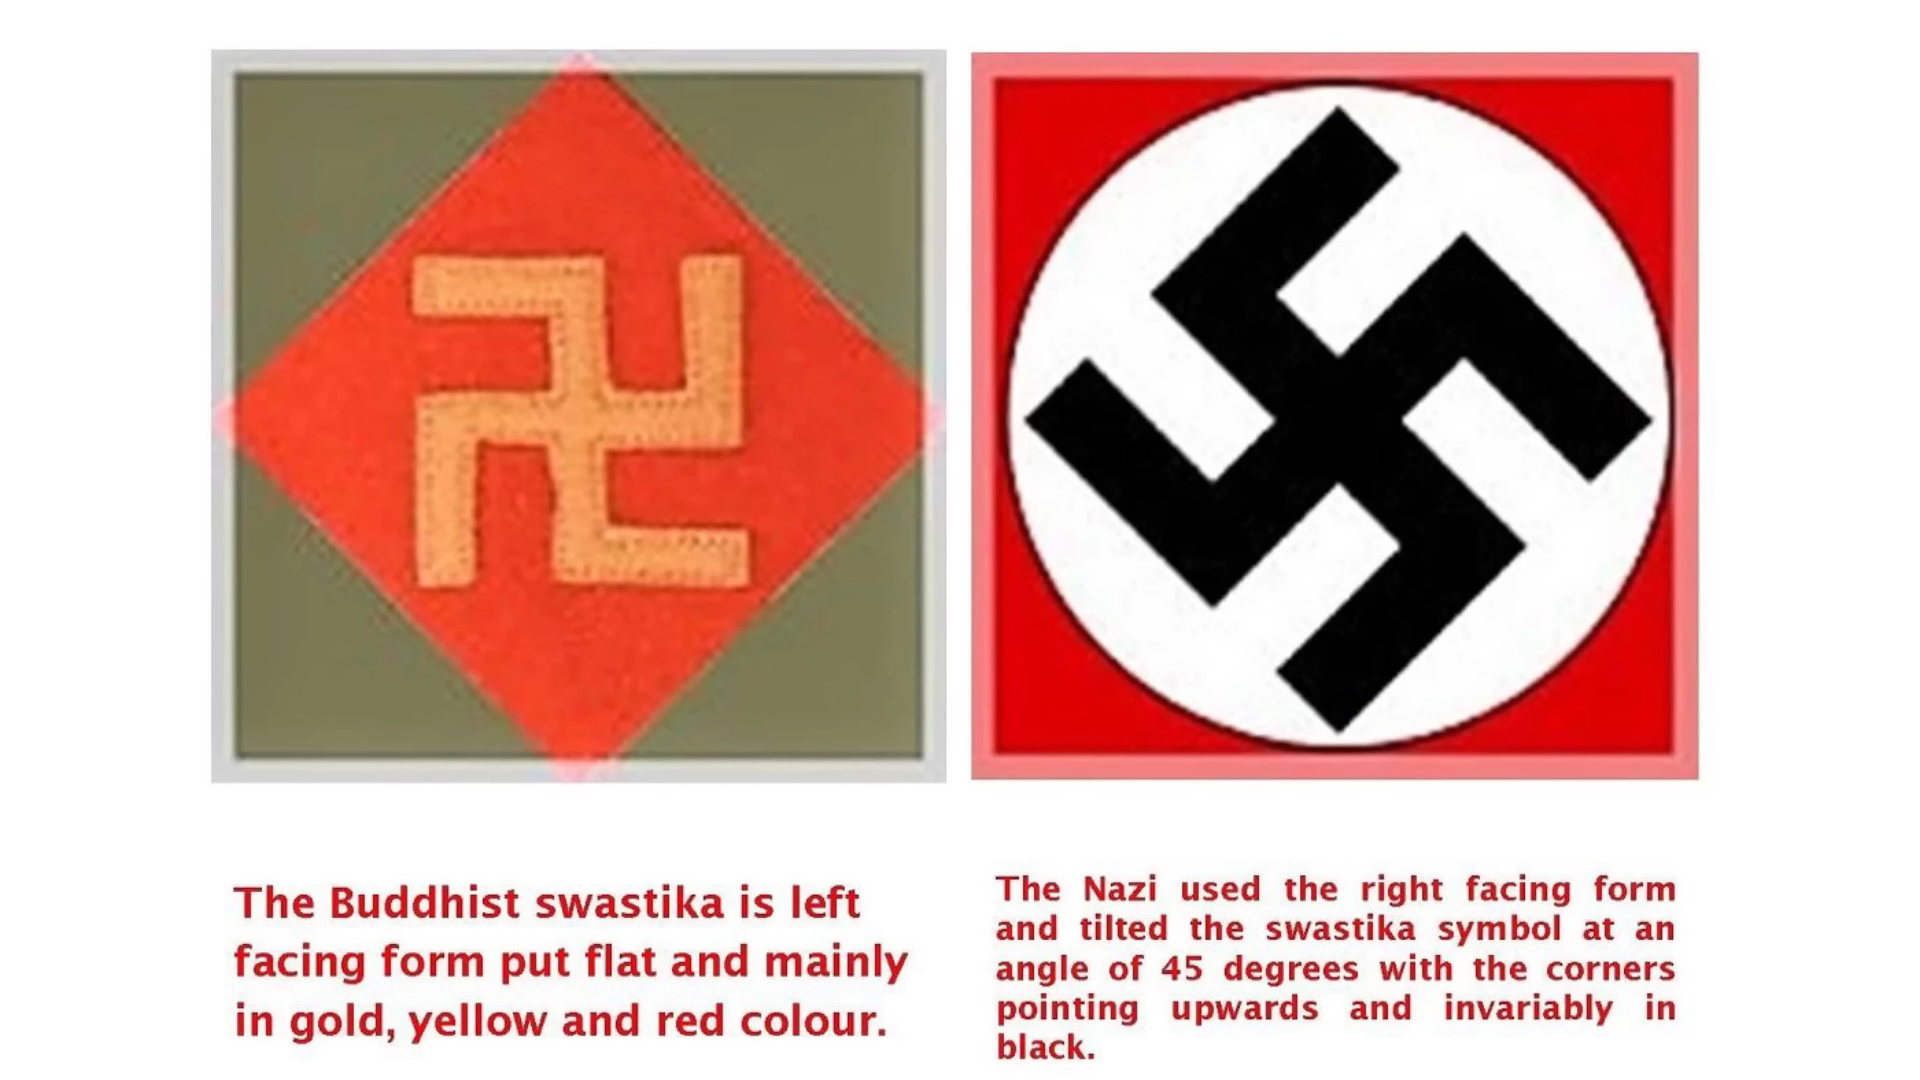 The Buddhist swastika is left
facing form put flat and mainly
in gold, yellow and red colour.
The Nazi used the right facing form
and tilted the swastika symbol at an
angle of 45 degrees with the corners
pointing upwards and invariably in
black.